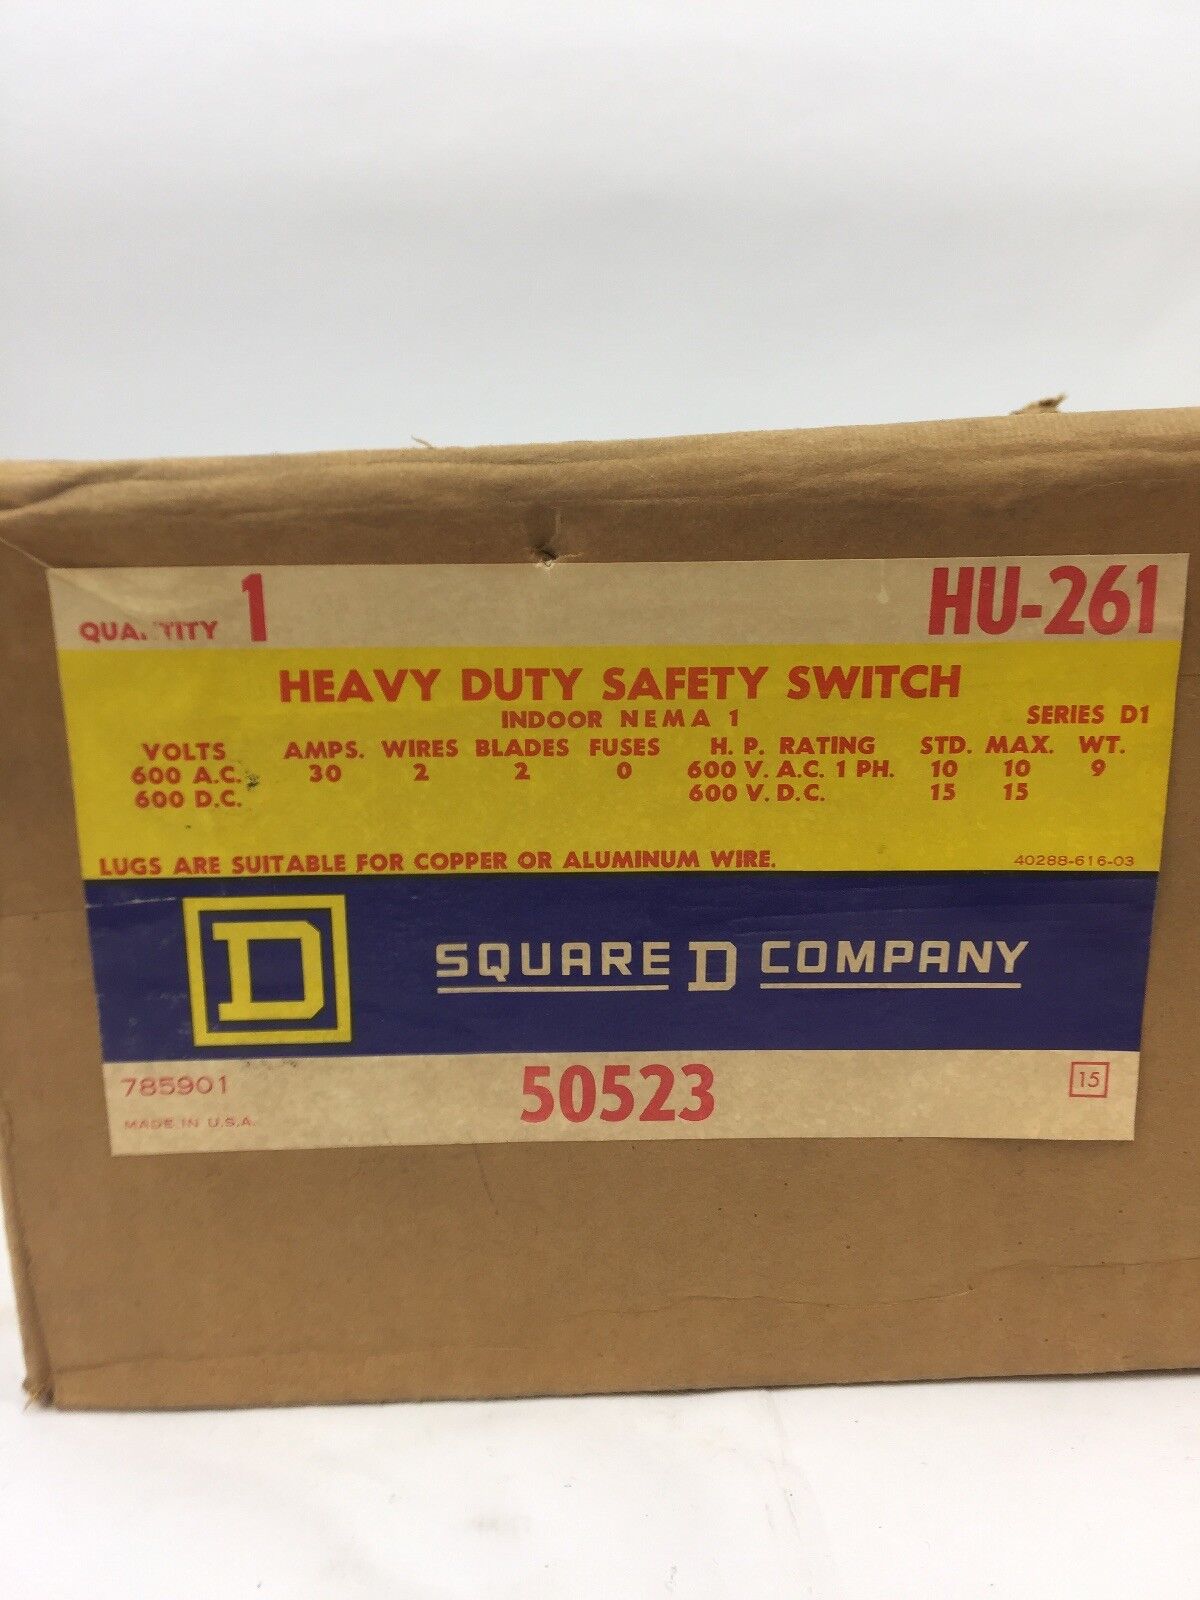 QUANTITY 1 HU-261
HEAVY DUTY SAFETY SWITCH
INDOOR NEMA 1 SERIES D1
VOLTS AMPS. WIRES BLADES FUSES H. P. RATING STD. MAX. WT.
600 A.C. 30 2 2 0 600 V. A.C. 1 PH. 10 10 9
600 D.C. 600 V. D.C. 15 15
LUGS ARE SUITABLE FOR COPPER OR ALUMINUM WIRE. 40288-616-03
D SQUARE D COMPANY
785901 50523 15
MADE IN U.S.A.